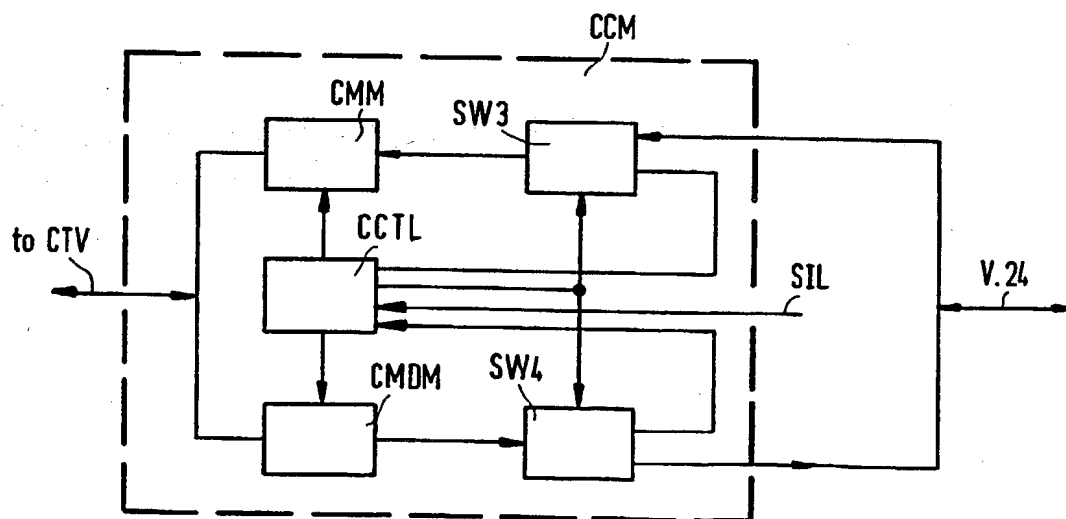 CCM
CMM
SW3
to CTV
CCTL
SIL
V.24
CMDM
SW4